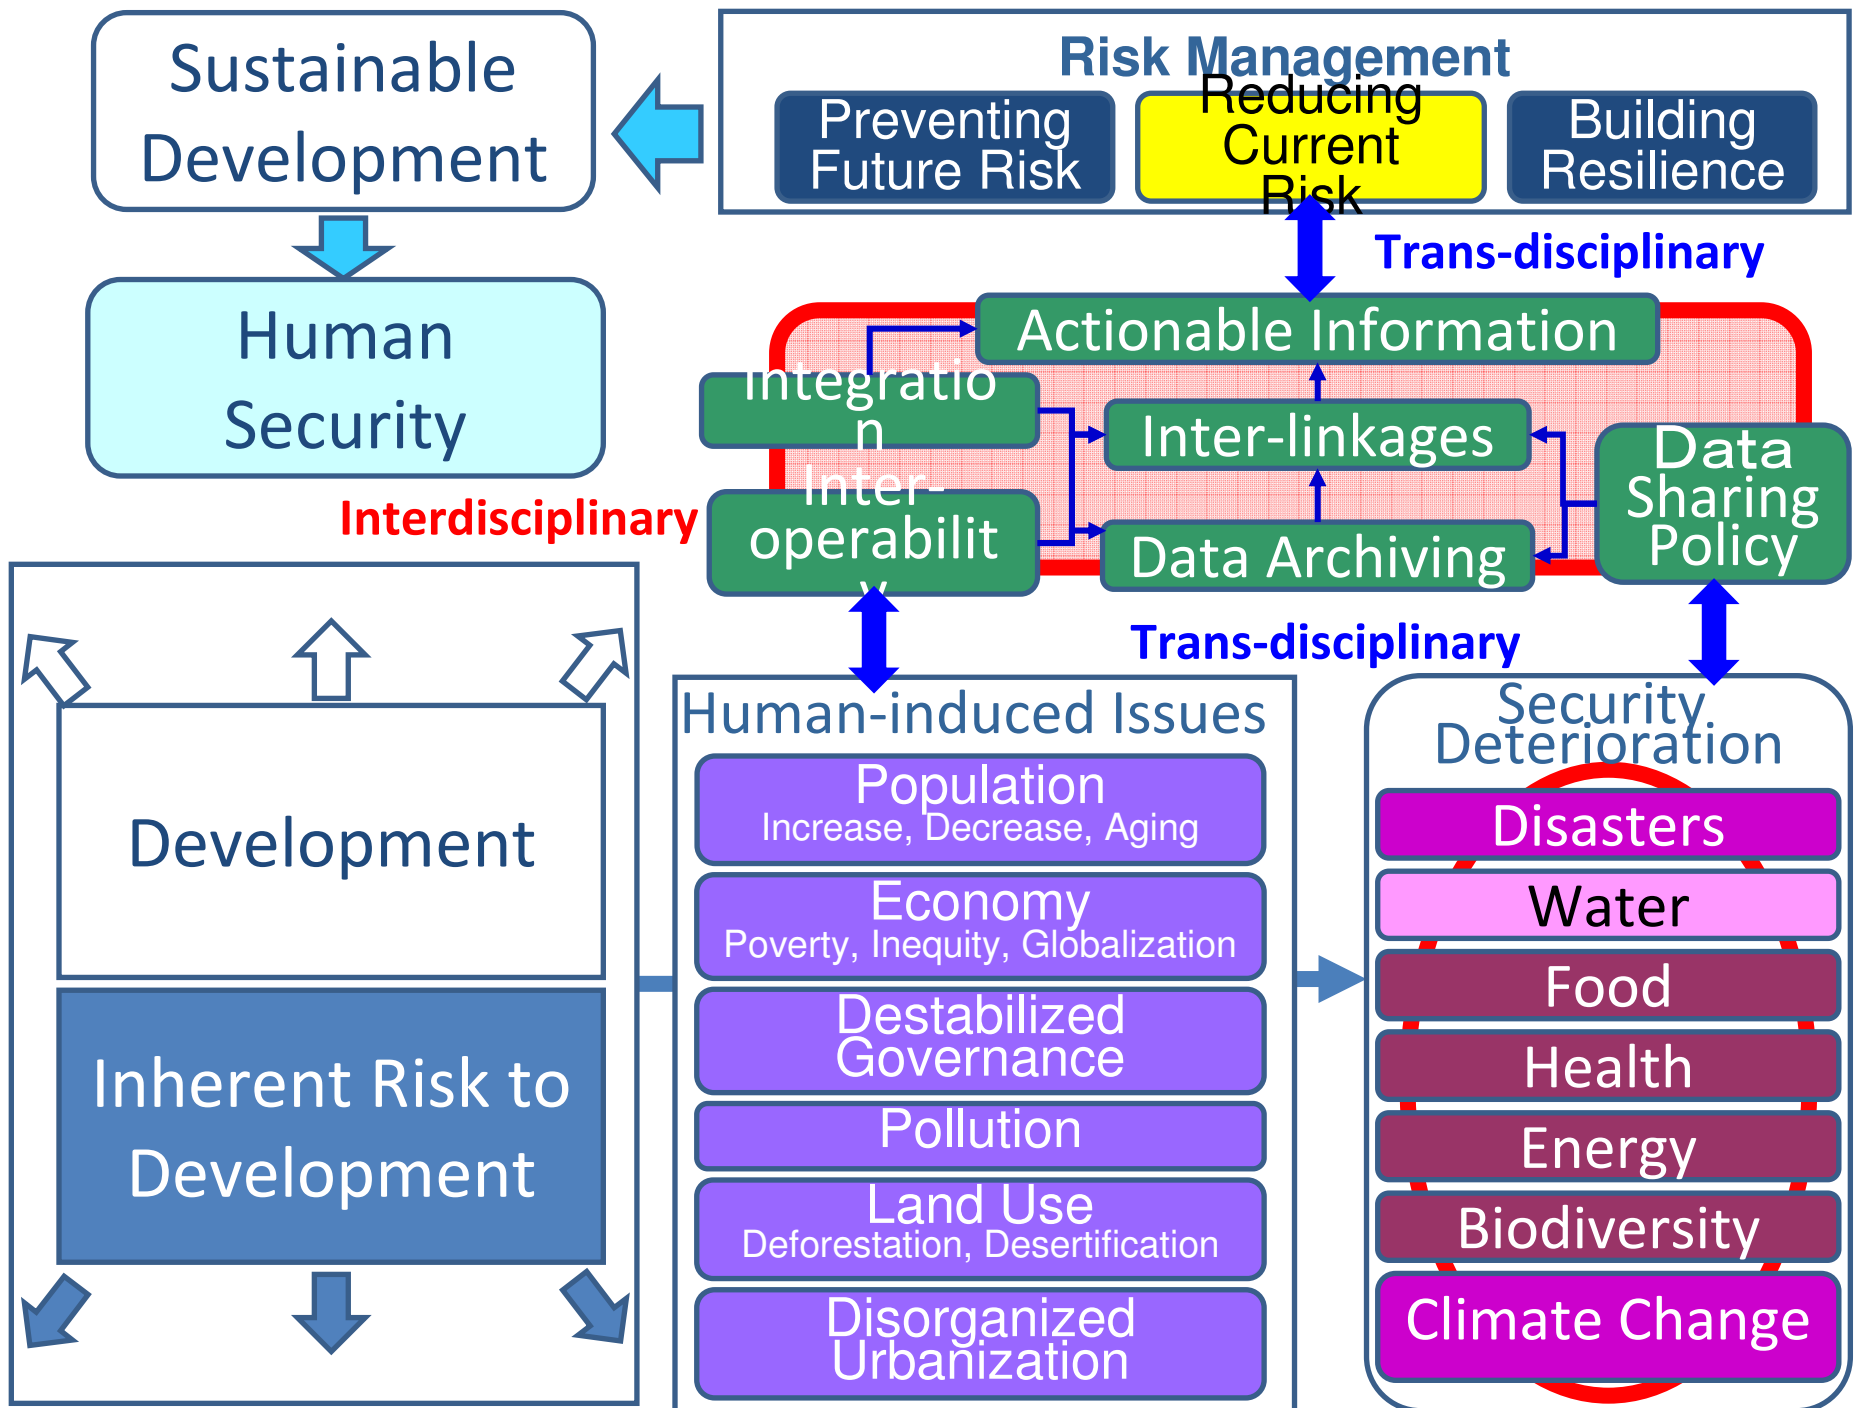 Sustainable
Development
Risk Management
Preventing
Future Risk
Reducing
Current
Risk
Building
Resilience
Trans-disciplinary
Human
Security
Actionable Information
Integratio
n
Inter-linkages
Data
Sharing
Policy
Inter-
operabilit
y
Data Archiving
Interdisciplinary
Trans-disciplinary
Development
Inherent Risk to
Development
Human-induced Issues
Population
Increase, Decrease, Aging
Economy
Poverty, Inequity, Globalization
Destabilized
Governance
Pollution
Land Use
Deforestation, Desertification
Disorganized
Urbanization
Security
Deterioration
Disasters
Water
Food
Health
Energy
Biodiversity
Climate Change